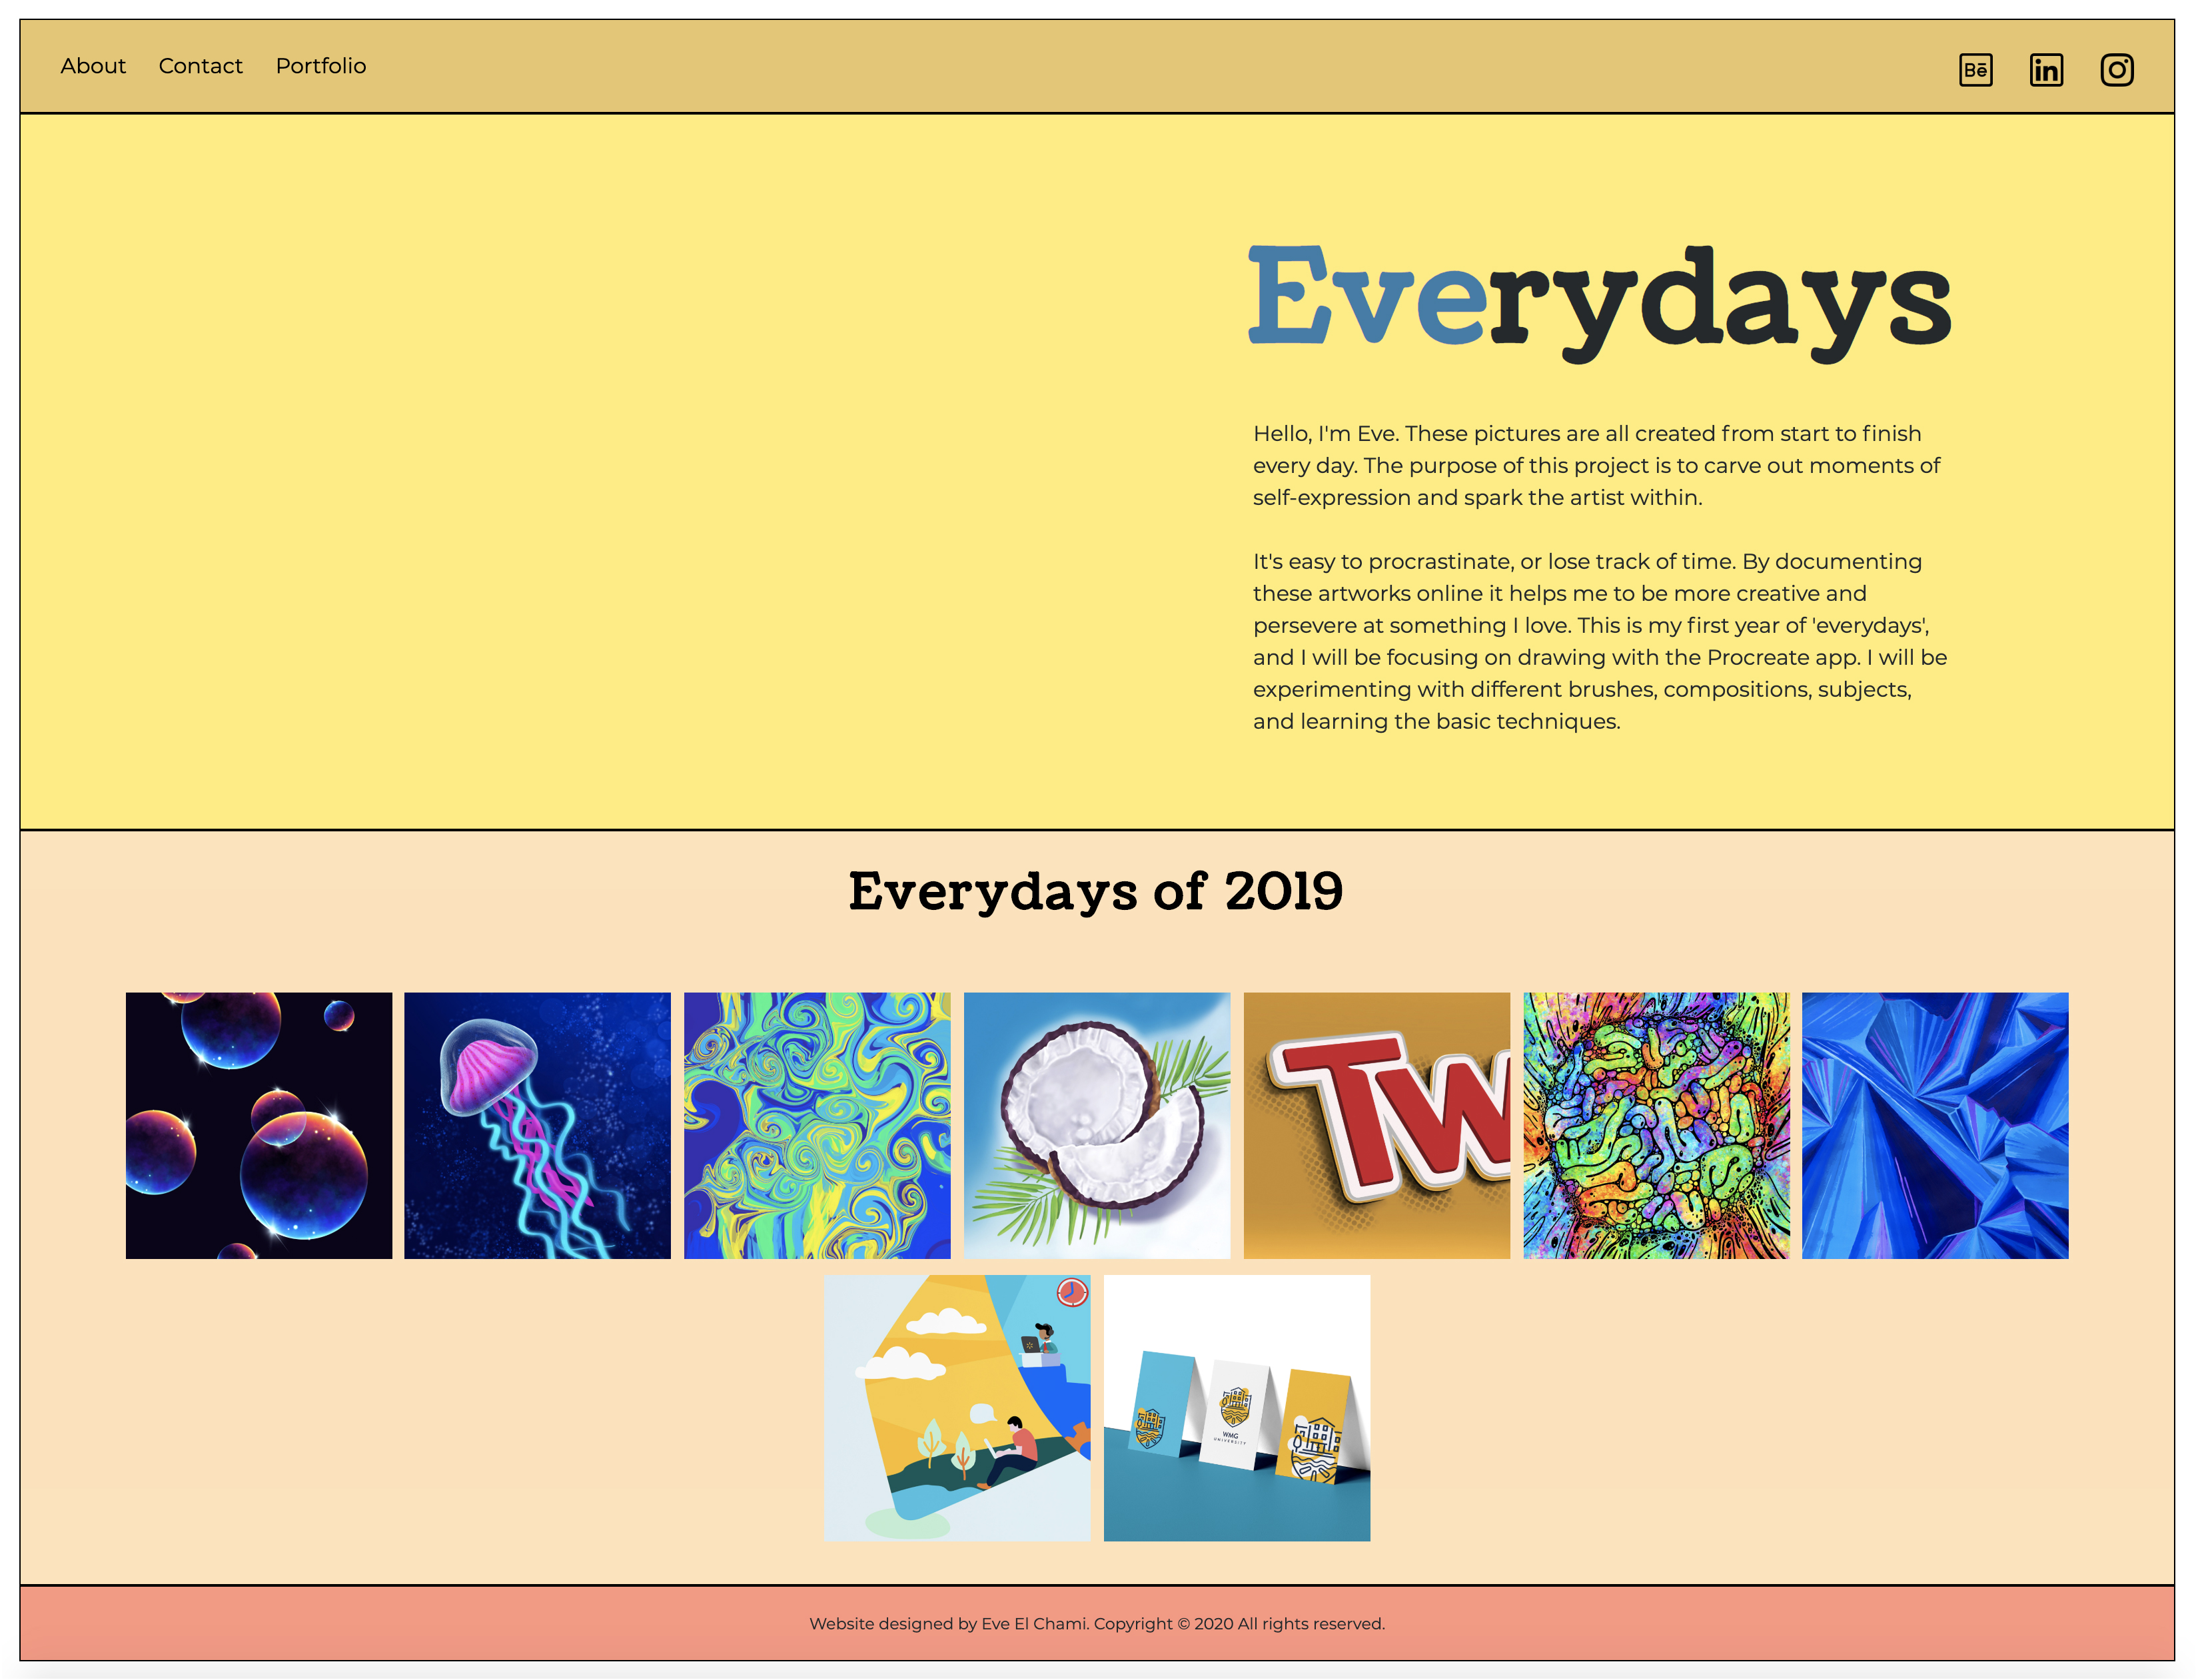 About Contact Portfolio
Bē in
Everydays
Hello, I'm Eve. These pictures are all created from start to finish
every day. The purpose of this project is to carve out moments of
self-expression and spark the artist within.
It's easy to procrastinate, or lose track of time. By documenting
these artworks online it helps me to be more creative and
persevere at something I love. This is my first year of 'everydays',
and I will be focusing on drawing with the Procreate app. I will be
experimenting with different brushes, compositions, subjects,
and learning the basic techniques.
Everydays of 2019
Tw
WMG
UNIVERSITY
Website designed by Eve El Chami. Copyright © 2020 All rights reserved.